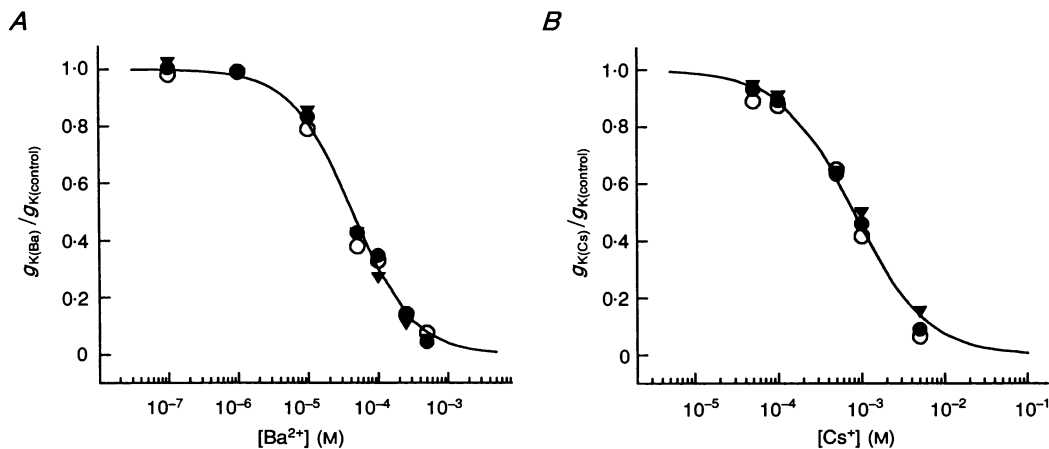 A
B
1·0
0·8
0·6
0·4
0·2
0
gK(Ba)/gK(control)
10⁻⁷ 10⁻⁶ 10⁻⁵ 10⁻⁴ 10⁻³
[Ba²⁺] (M)
1·0
0·8
0·6
0·4
0·2
0
gK(Cs)/gK(control)
10⁻⁵ 10⁻⁴ 10⁻³ 10⁻² 10⁻¹
[Cs⁺] (M)